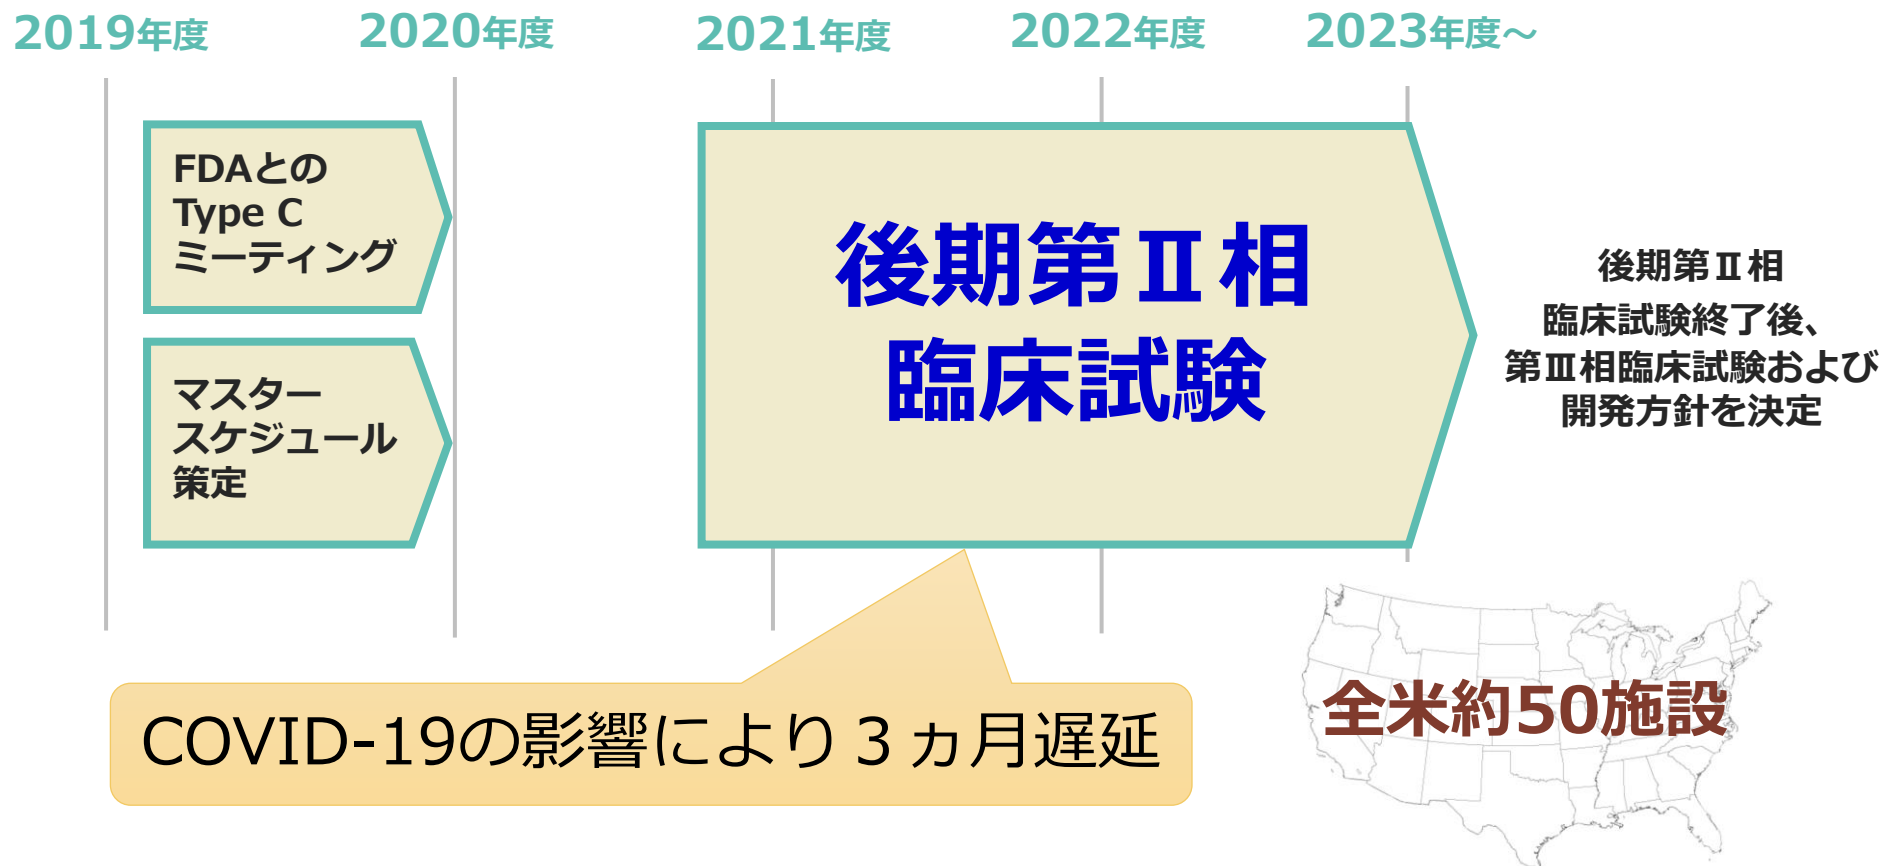 2019年度
2020年度
2021年度
2022年度
2023年度～
FDAとの
Type C
ミーティング
マスター
スケジュール
策定
後期第Ⅱ相
臨床試験
後期第Ⅱ相
臨床試験終了後、
第Ⅲ相臨床試験および
開発方針を決定
COVID-19の影響により３ヵ月遅延
全米約50施設